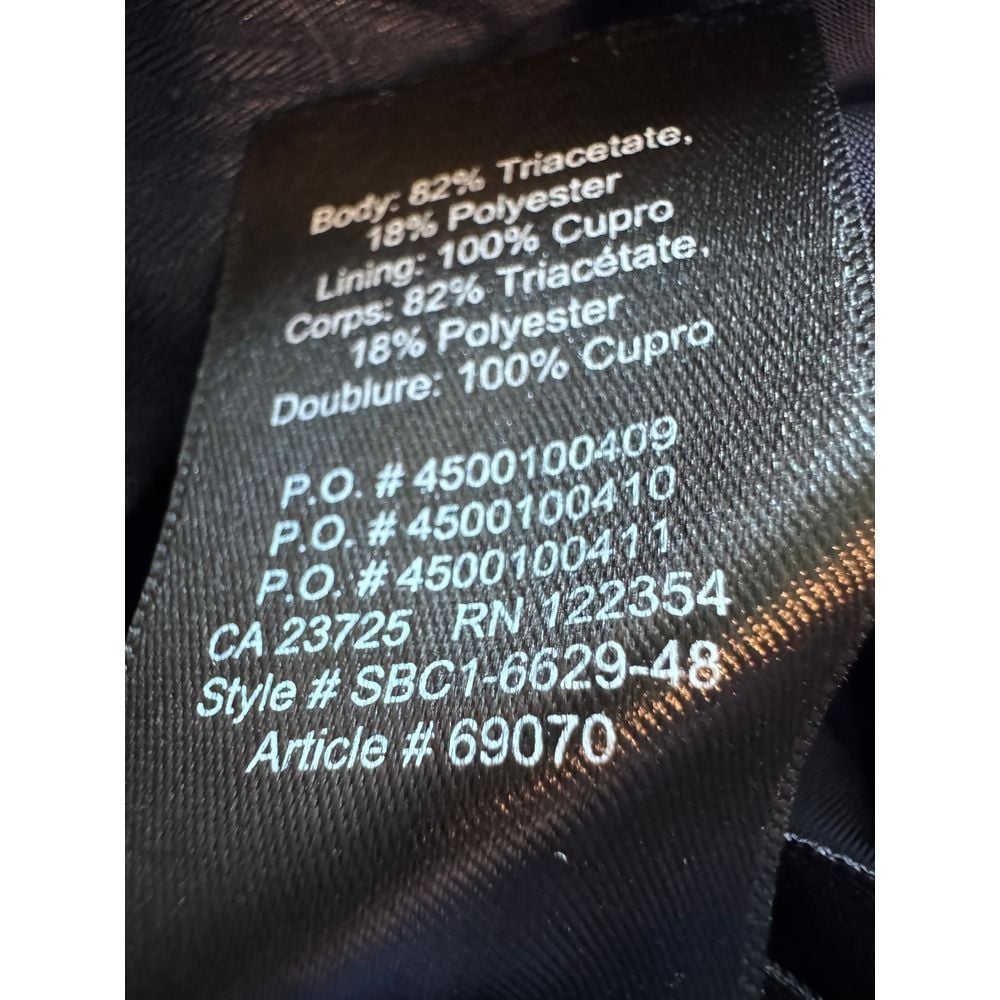 Body: 82% Triacetate,
18% Polyester
Lining: 100% Cupro
Corps: 82% Triacétate,
18% Polyester
Doublure: 100% Cupro
P.O. # 4500100409
P.O. # 4500100410
P.O. # 4500100411
CA 23725 RN 122354
Style # SBC1-6629-48
Article # 69070